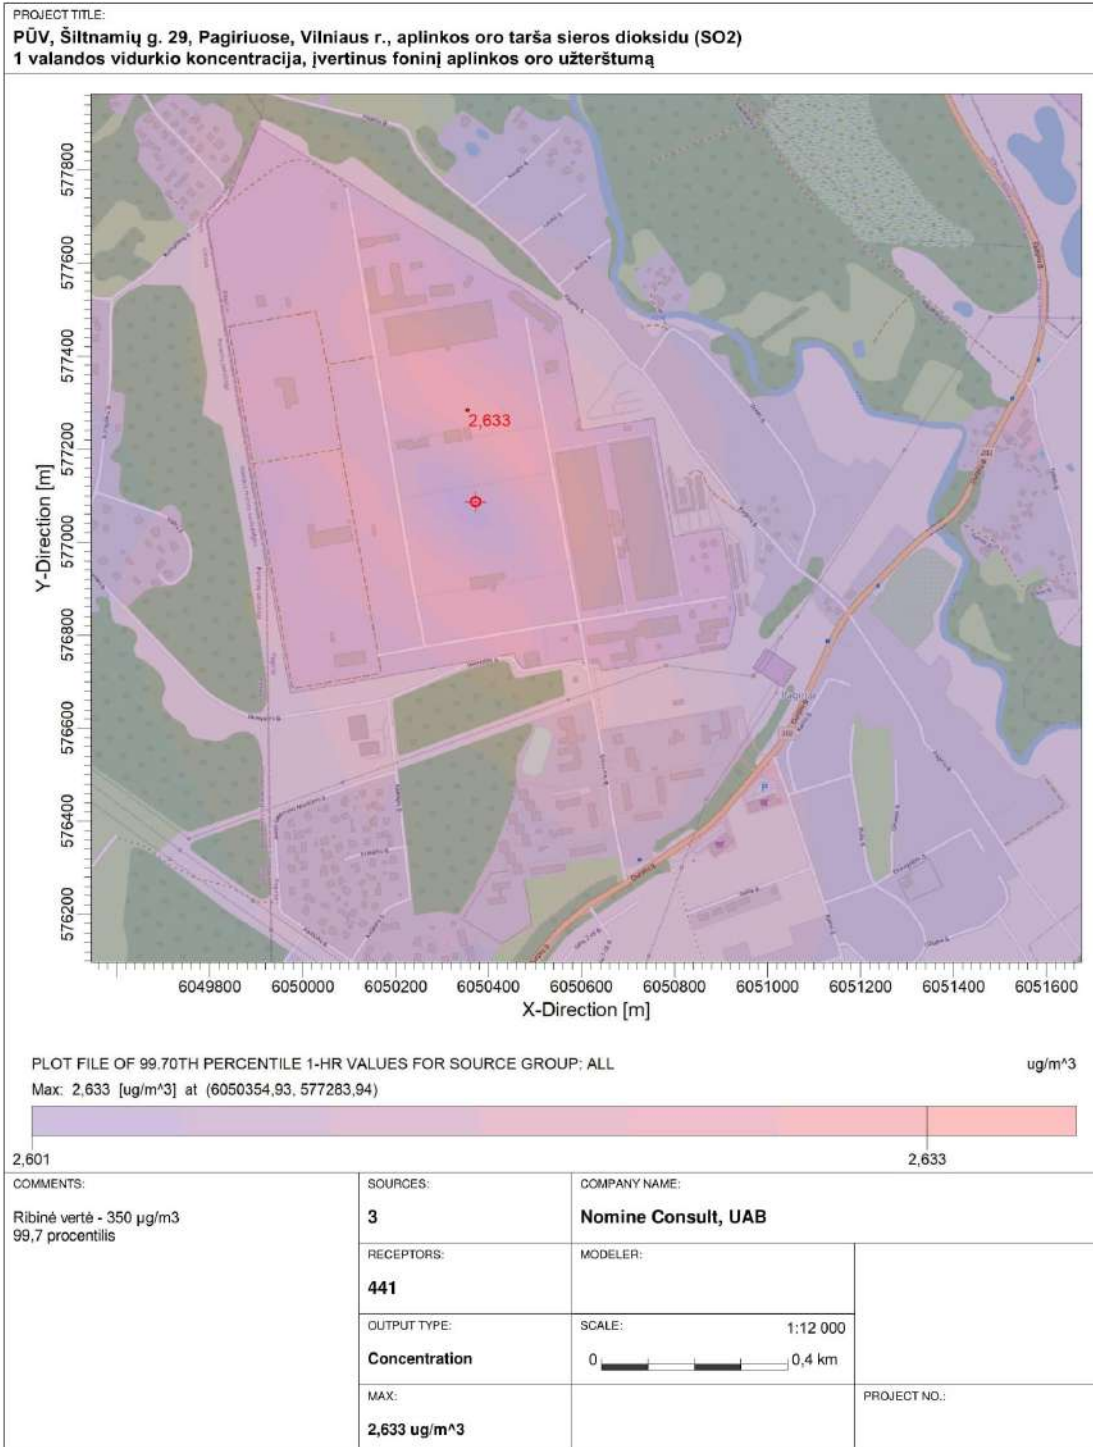 PROJECT TITLE:
PŪV, Šiltnamių g. 29, Pagiriuose, Vilniaus r., aplinkos oro tarša sieros dioksidu (SO2)
1 valandos vidurkio koncentracija, įvertinus foninį aplinkos oro užterštumą
Y-Direction [m]
577800
577600
577400
577200
577000
576800
576600
576400
576200
2,633
Pagiriai
P
6049800 6050000 6050200 6050400 6050600 6050800 6051000 6051200 6051400 6051600
X-Direction [m]
PLOT FILE OF 99.70TH PERCENTILE 1-HR VALUES FOR SOURCE GROUP: ALL
ug/m^3
Max: 2,633 [ug/m^3] at (6050354,93, 577283,94)
2,601
2,633
COMMENTS:
Ribinė vertė - 350 µg/m3
99,7 procentilis
SOURCES:
3
COMPANY NAME:
Nomine Consult, UAB
RECEPTORS:
441
MODELER:
OUTPUT TYPE:
Concentration
SCALE:
1:12 000
0
0,4 km
MAX:
2,633 ug/m^3
PROJECT NO.: